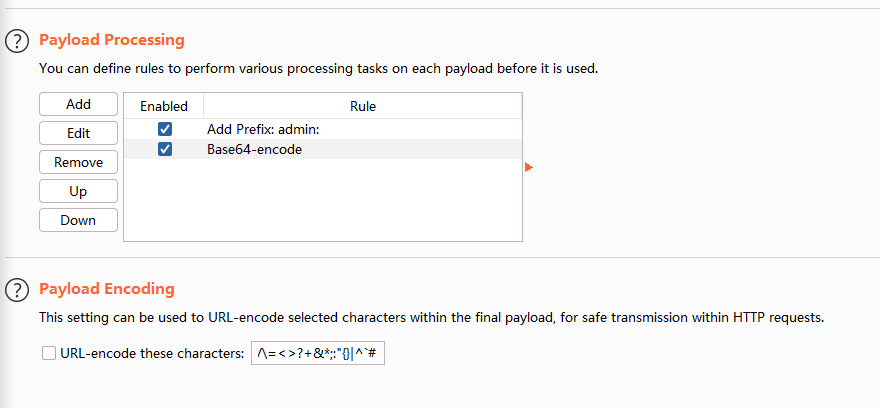 ? Payload Processing
You can define rules to perform various processing tasks on each payload before it is used.
Add
Enabled Rule
Add Prefix: admin:
Edit
Base64-encode
Remove
Up
Down
? Payload Encoding
This setting can be used to URL-encode selected characters within the final payload, for safe transmission within HTTP requests.
URL-encode these characters: /\=<>?+&*;:"{}|^`#